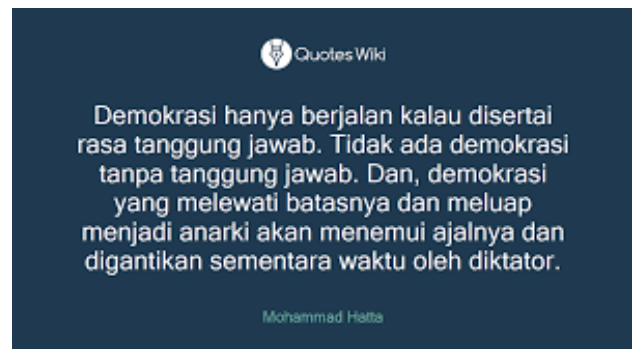 Quotes Wiki
Demokrasi hanya berjalan kalau disertai
rasa tanggung jawab. Tidak ada demokrasi
tanpa tanggung jawab. Dan, demokrasi
yang melewati batasnya dan meluap
menjadi anarki akan menemui ajalnya dan
digantikan sementara waktu oleh diktator.
Mohammad Hatta